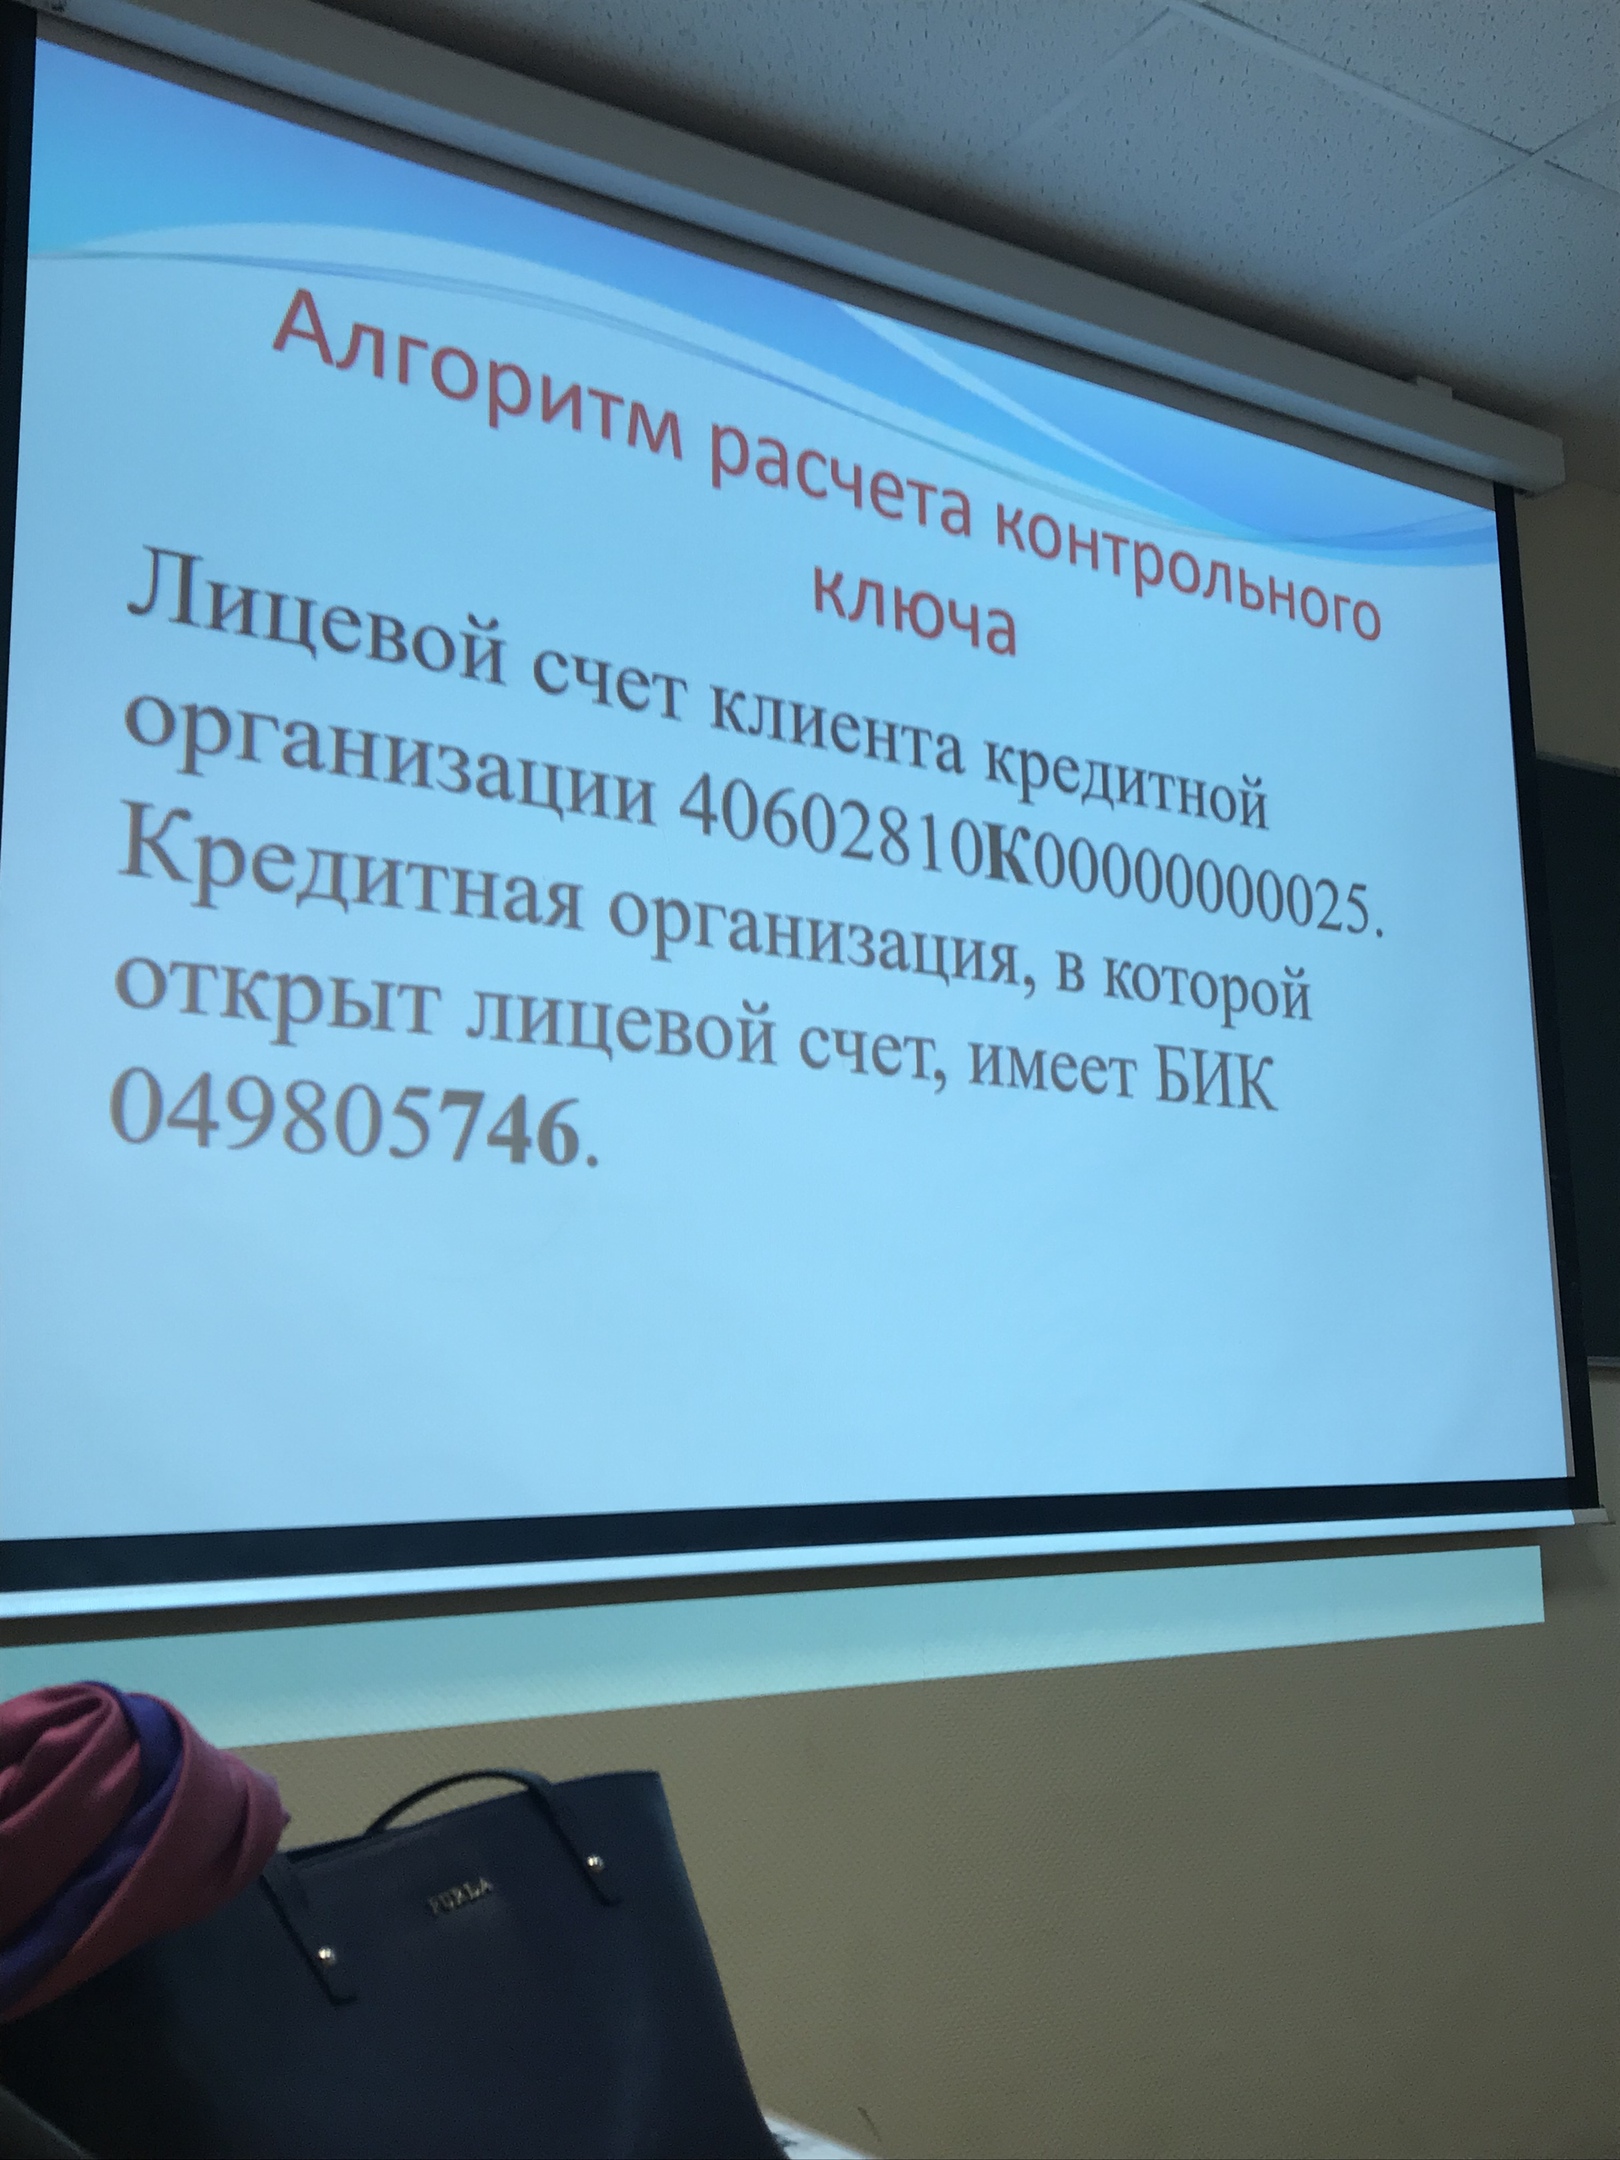 Алгоритм расчета контрольного
ключа
Лицевой счет клиента кредитной
организации 40602810К00000000025.
Кредитная организация, в которой
открыт лицевой счет, имеет БИК
049805746.
FURLA